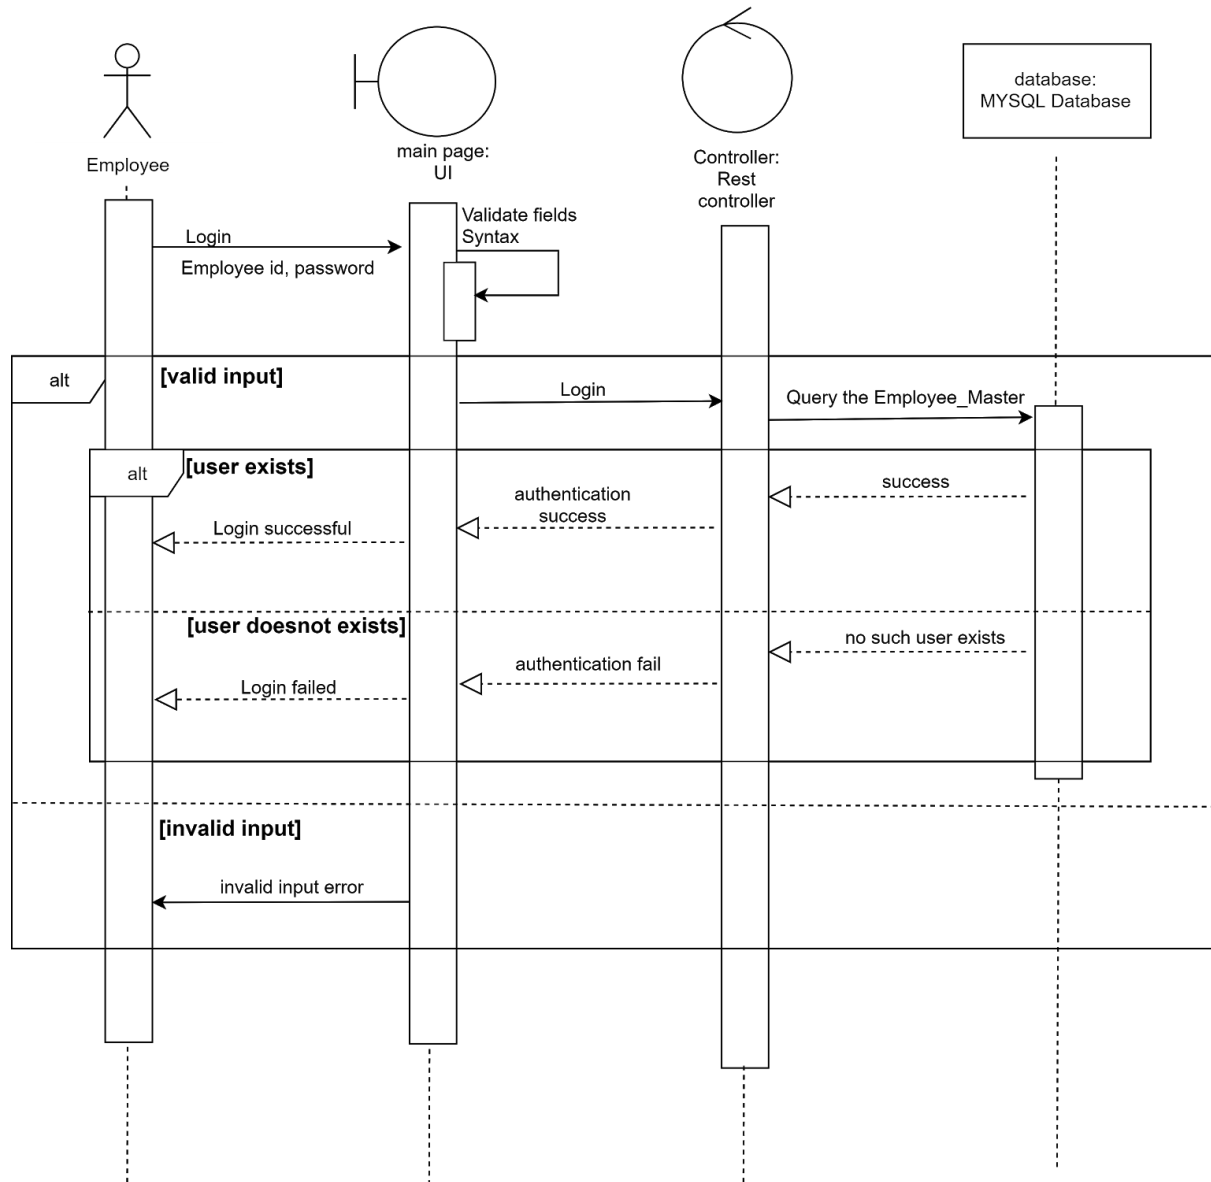 Employee
main page:
UI
Controller:
Rest
controller
database:
MYSQL Database
Validate fields
Syntax
Login
Employee id, password
alt
[valid input]
Login
Query the Employee_Master
alt
[user exists]
success
authentication
success
Login successful
[user doesnot exists]
no such user exists
authentication fail
Login failed
[invalid input]
invalid input error